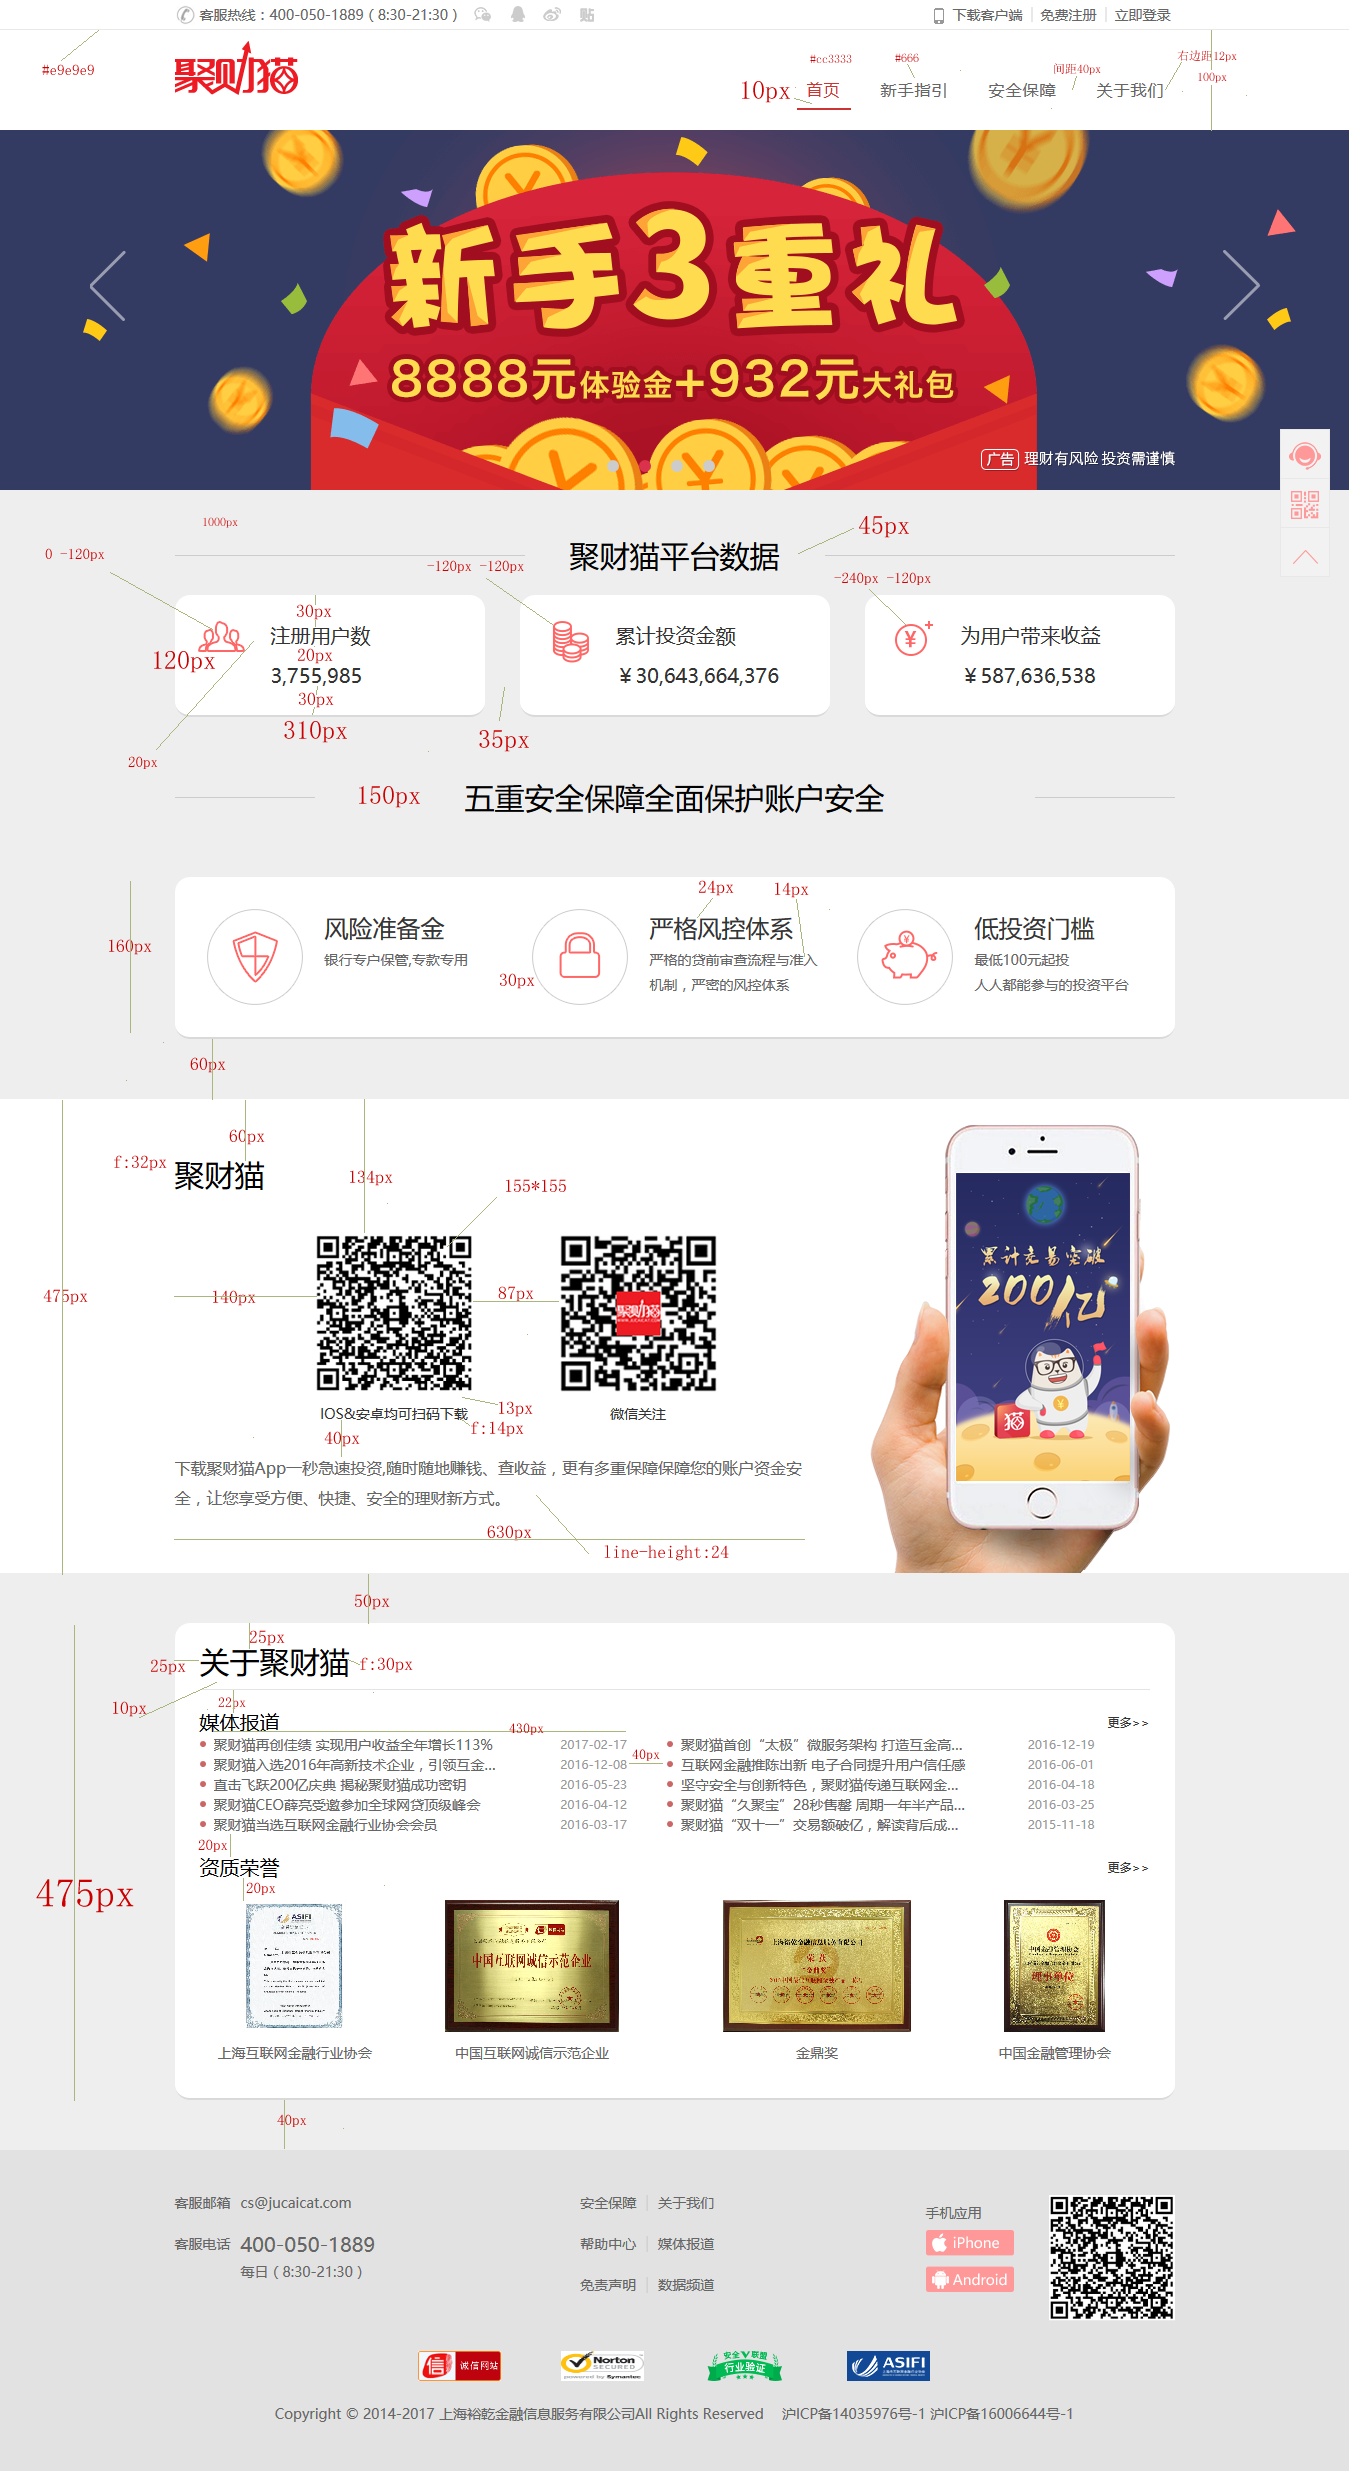 客服热线：400-050-1889（8:30-21:30）
贴
下载客户端
免费注册
立即登录
#e9e9e9
聚财猫
#cc3333
#666
间距40px
右边距12px
100px
10px
首页
新手指引
安全保障
关于我们
新手3重礼
8888元体验金+932元大礼包
广告 理财有风险 投资需谨慎
1000px
45px
0 -120px
聚财猫平台数据
-120px -120px
-240px -120px
30px
注册用户数
累计投资金额
为用户带来收益
120px
20px
3,755,985
¥30,643,664,376
¥587,636,538
30px
310px
35px
20px
150px
五重安全保障全面保护账户安全
24px
14px
160px
风险准备金
银行专户保管,专款专用
严格风控体系
严格的贷前审查流程与准入
机制，严密的风控体系
低投资门槛
最低100元起投
人人都能参与的投资平台
30px
60px
60px
f:32px
聚财猫
134px
155*155
475px
140px
87px
聚财猫
累计交易突破
200亿
猫
IOS&安卓均可扫码下载
13px
f:14px
微信关注
40px
下载聚财猫App一秒急速投资,随时随地赚钱、查收益，更有多重保障保障您的账户资金安
全，让您享受方便、快捷、安全的理财新方式。
630px
line-height:24
50px
25px
25px
关于聚财猫
f:30px
10px
22px
媒体报道
更多>>
430px
聚财猫再创佳绩 实现用户收益全年增长113% 2017-02-17
聚财猫入选2016年高新技术企业，引领互金... 2016-12-08
直击飞跃200亿庆典 揭秘聚财猫成功密钥 2016-05-23
聚财猫CEO薛亮受邀参加全球网贷顶级峰会 2016-04-12
聚财猫当选互联网金融行业协会会员 2016-03-17
40px
聚财猫首创“太极”微服务架构 打造互金高... 2016-12-19
互联网金融推陈出新 电子合同提升用户信任感 2016-06-01
坚守安全与创新特色，聚财猫传递互联网金... 2016-04-18
聚财猫“久聚宝”28秒售罄 周期一年半产品... 2016-03-25
聚财猫“双十一”交易额破亿，解读背后成... 2015-11-18
20px
资质荣誉
更多>>
20px
475px
ASIFI
中国互联网诚信示范企业
理事单位
上海互联网金融行业协会
中国互联网诚信示范企业
金鼎奖
中国金融管理协会
40px
客服邮箱 cs@jucaicat.com
客服电话 400-050-1889
每日（8:30-21:30）
安全保障
关于我们
帮助中心
媒体报道
免责声明
数据频道
手机应用
iPhone
Android
信 诚信网站
Norton
SECURED
powered by Symantec
安全V联盟
行业验证
ASIFI
Copyright © 2014-2017 上海裕乾金融信息服务有限公司All Rights Reserved 沪ICP备14035976号-1 沪ICP备16006644号-1